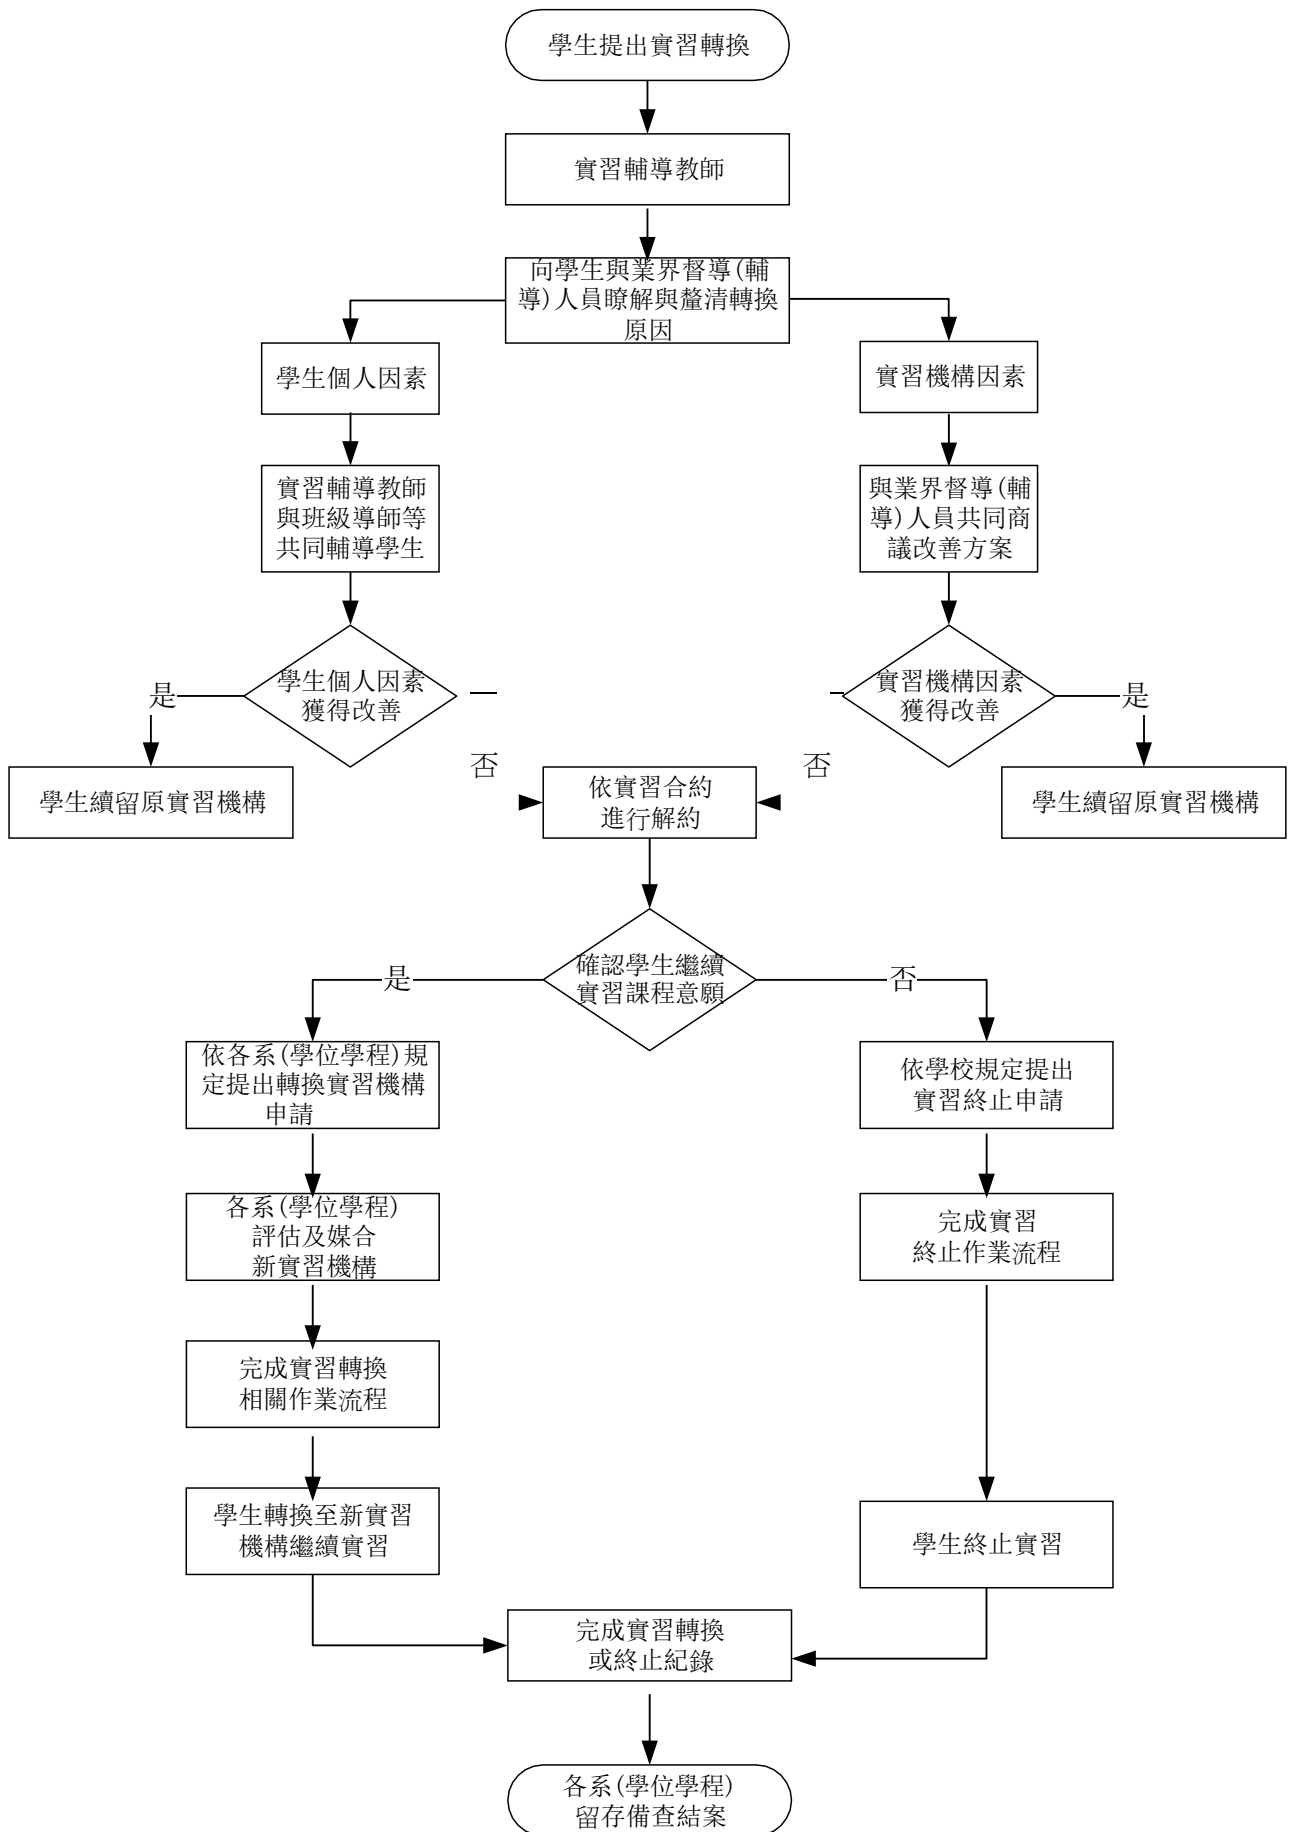 學生提出實習轉換
實習輔導教師
向學生與業界督導(輔
導)人員瞭解與釐清轉換
原因
學生個人因素
實習機構因素
實習輔導教師
與班級導師等
共同輔導學生
與業界督導(輔
導)人員共同商
議改善方案
學生個人因素
獲得改善
實習機構因素
獲得改善
是
是
否
否
學生續留原實習機構
依實習合約
進行解約
學生續留原實習機構
確認學生繼續
實習課程意願
是
否
依各系(學位學程)規
定提出轉換實習機構
申請
依學校規定提出
實習終止申請
各系(學位學程)
評估及媒合
新實習機構
完成實習
終止作業流程
完成實習轉換
相關作業流程
學生轉換至新實習
機構繼續實習
學生終止實習
完成實習轉換
或終止紀錄
各系(學位學程)
留存備查結案